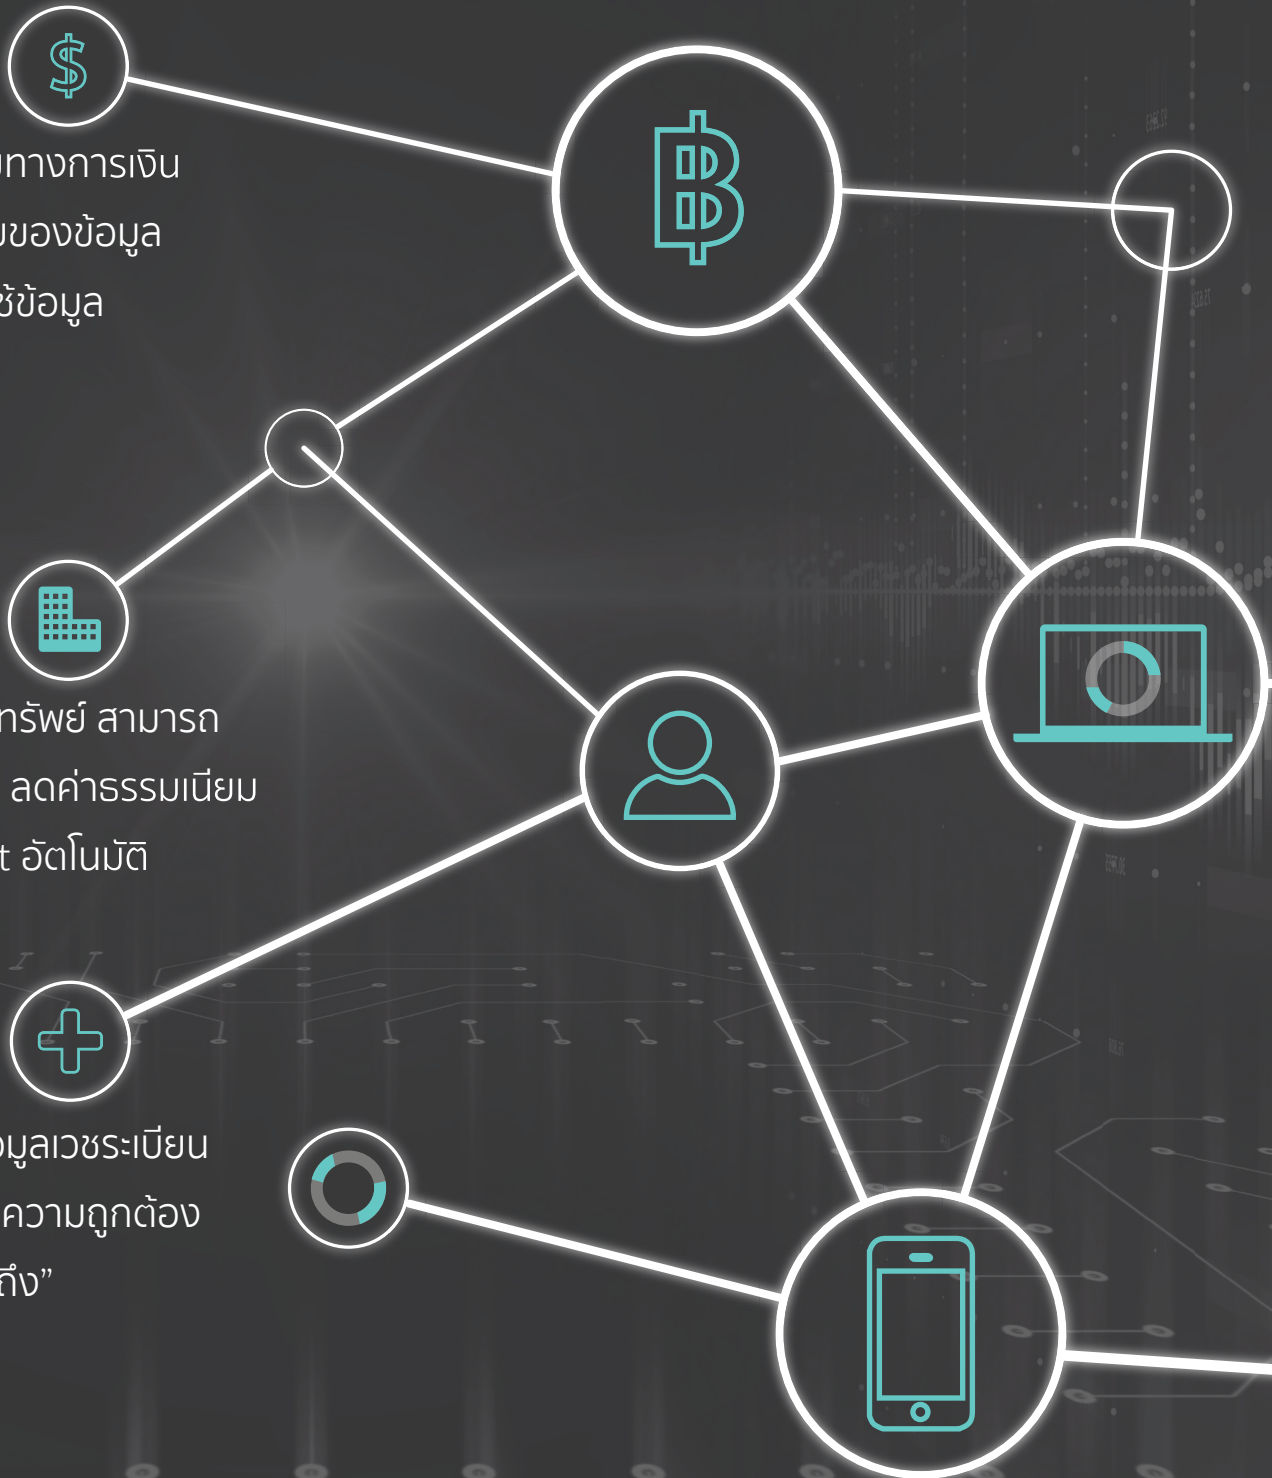 ทางการเงิน
ของข้อมูล
ช้ข้อมูล
ทรัพย์ สามารถ
ลดค่าธรรมเนียม
t อัตโนมัติ
มูลเวชระเบียน
ความถูกต้อง
ถึง”